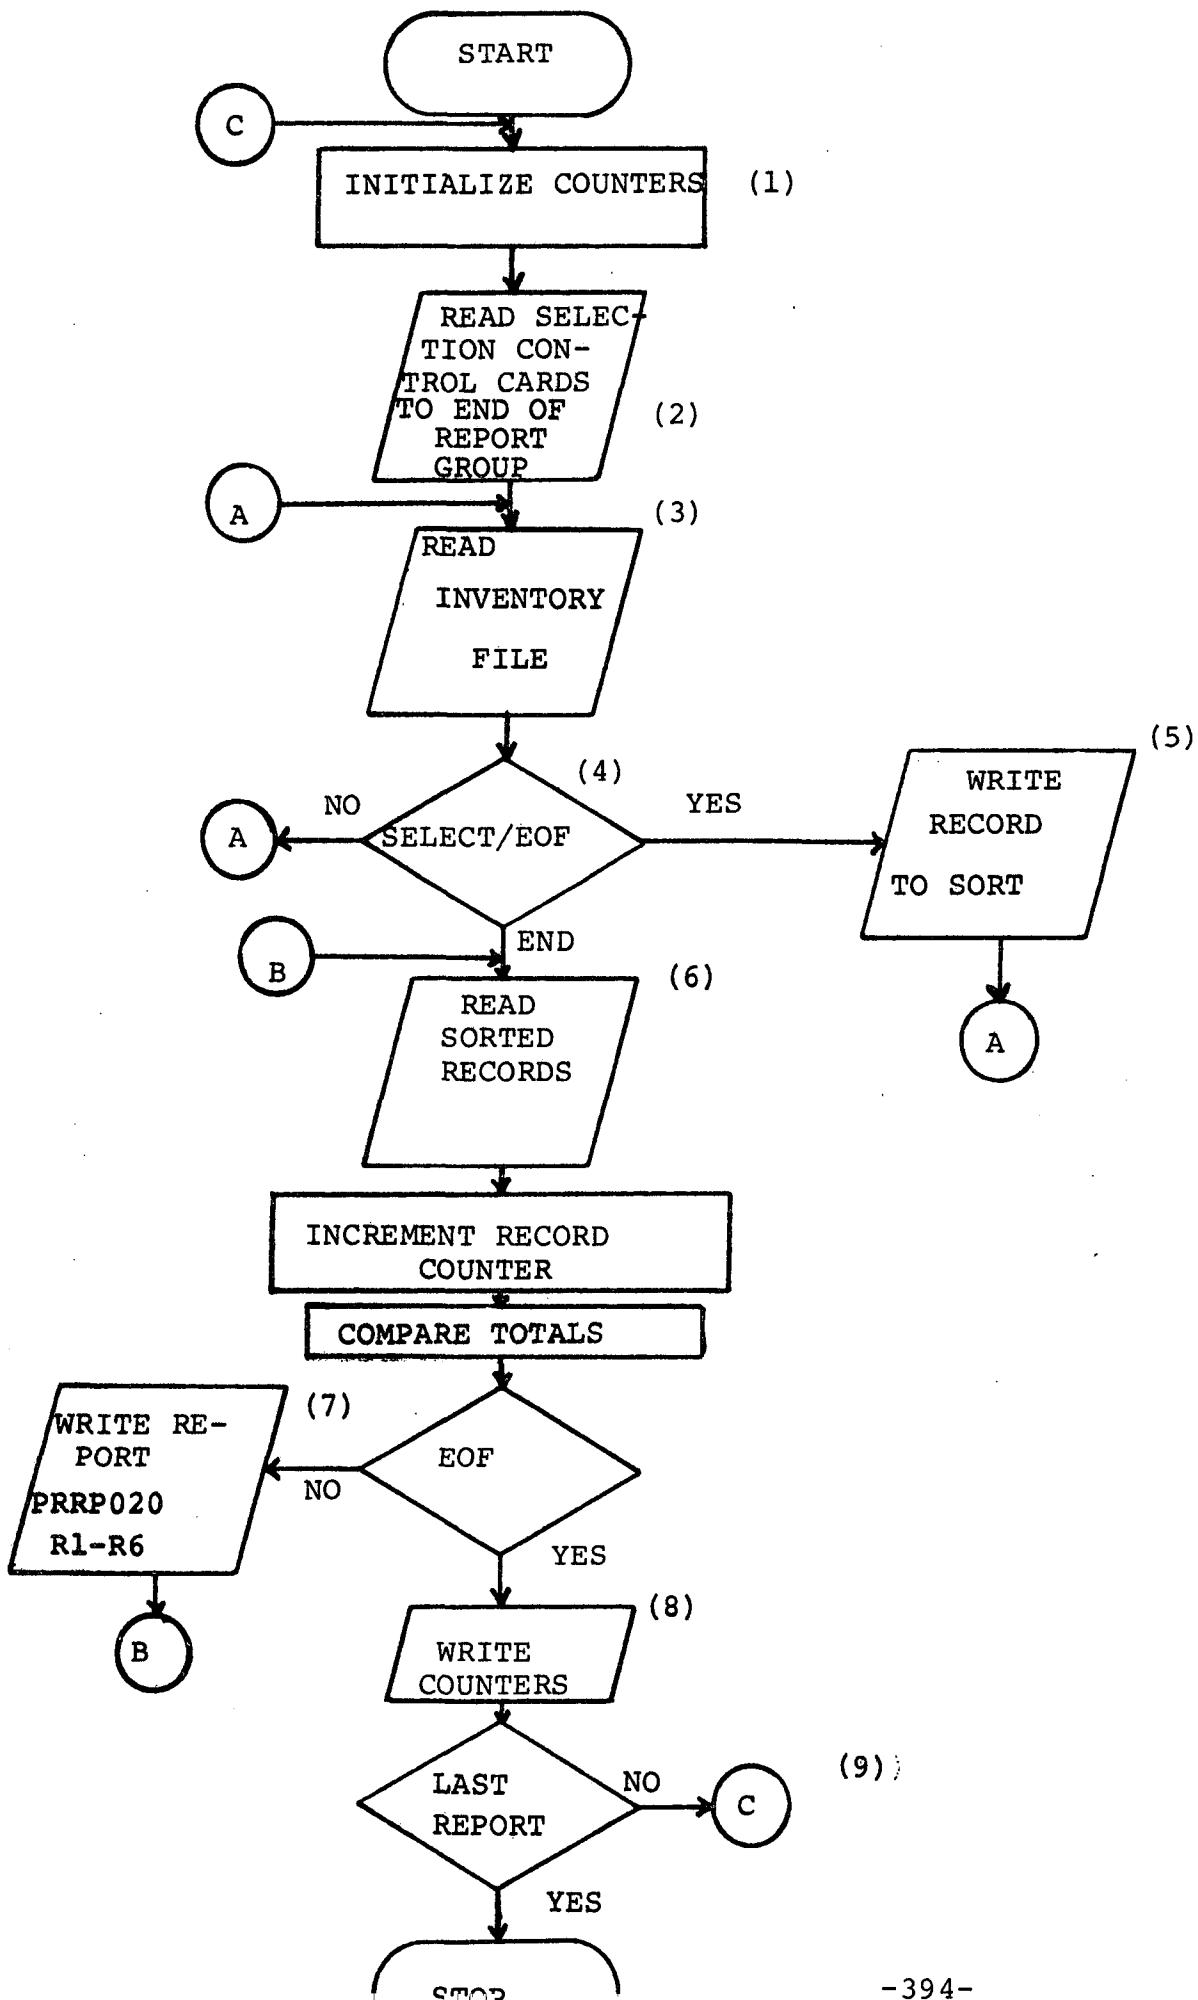 START
C
INITIALIZE COUNTERS
(1)
READ SELEC-
TION CON-
TROL CARDS
TO END OF
REPORT
GROUP
(2)
A
(3)
READ
INVENTORY
FILE
(4)
NO
YES
A
SELECT/EOF
(5)
WRITE
RECORD
TO SORT
A
END
B
(6)
READ
SORTED
RECORDS
INCREMENT RECORD
COUNTER
COMPARE TOTALS
(7)
WRITE RE-
PORT
PRRP020
R1-R6
B
EOF
NO
YES
(8)
WRITE
COUNTERS
LAST
REPORT
NO
C
(9)
YES
STOP
-394-